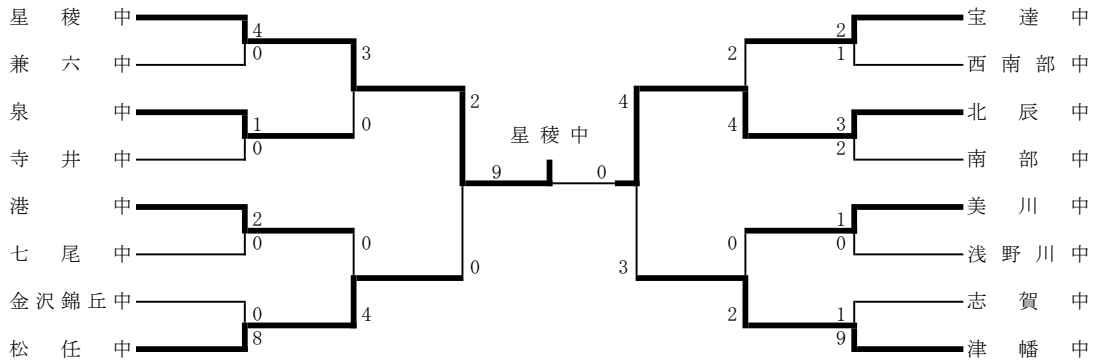 星稜中 4 2 宝達中
0 3 2 1
兼六中 西南部中
2 4
泉中 1 0 4 3 北辰中
0 星稜中 2
寺井中 南部中
9 0
港中 2 1 美川中
0 0 0 0
七尾中 浅野川中
0 3
金沢錦丘中 志賀中
0 4 2 1
8 9
松任中 津幡中